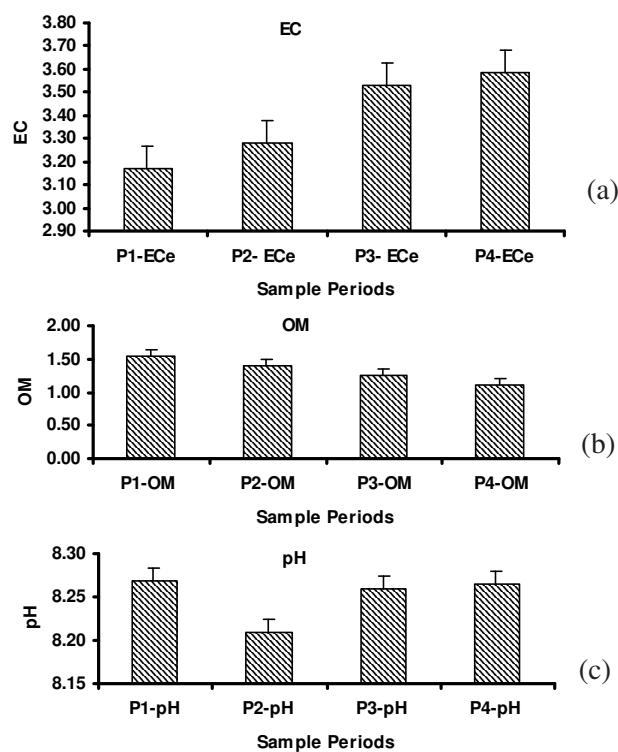 EC
3.80
3.70
3.60
3.50
3.40
3.30
3.20
3.10
3.00
2.90
EC
P1-ECe P2- ECe P3- ECe P4-ECe
Sample Periods
(a)
OM
2.00
1.50
1.00
0.50
0.00
OM
P1-OM P2-OM P3-OM P4-OM
Sample Periods
(b)
pH
8.30
8.25
8.20
8.15
pH
P1-pH P2-pH P3-pH P4-pH
Sample Periods
(c)